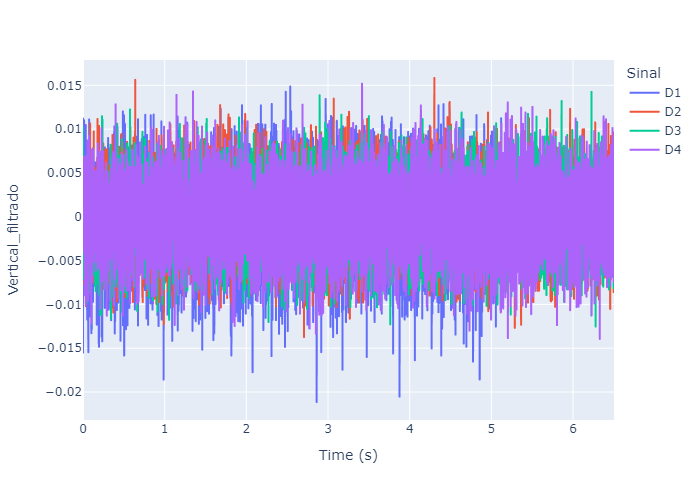 Sinal
D1
D2
D3
D4
0.015
0.01
0.005
0
−0.005
−0.01
−0.015
−0.02
Vertical_filtrado
0 1 2 3 4 5 6
Time (s)